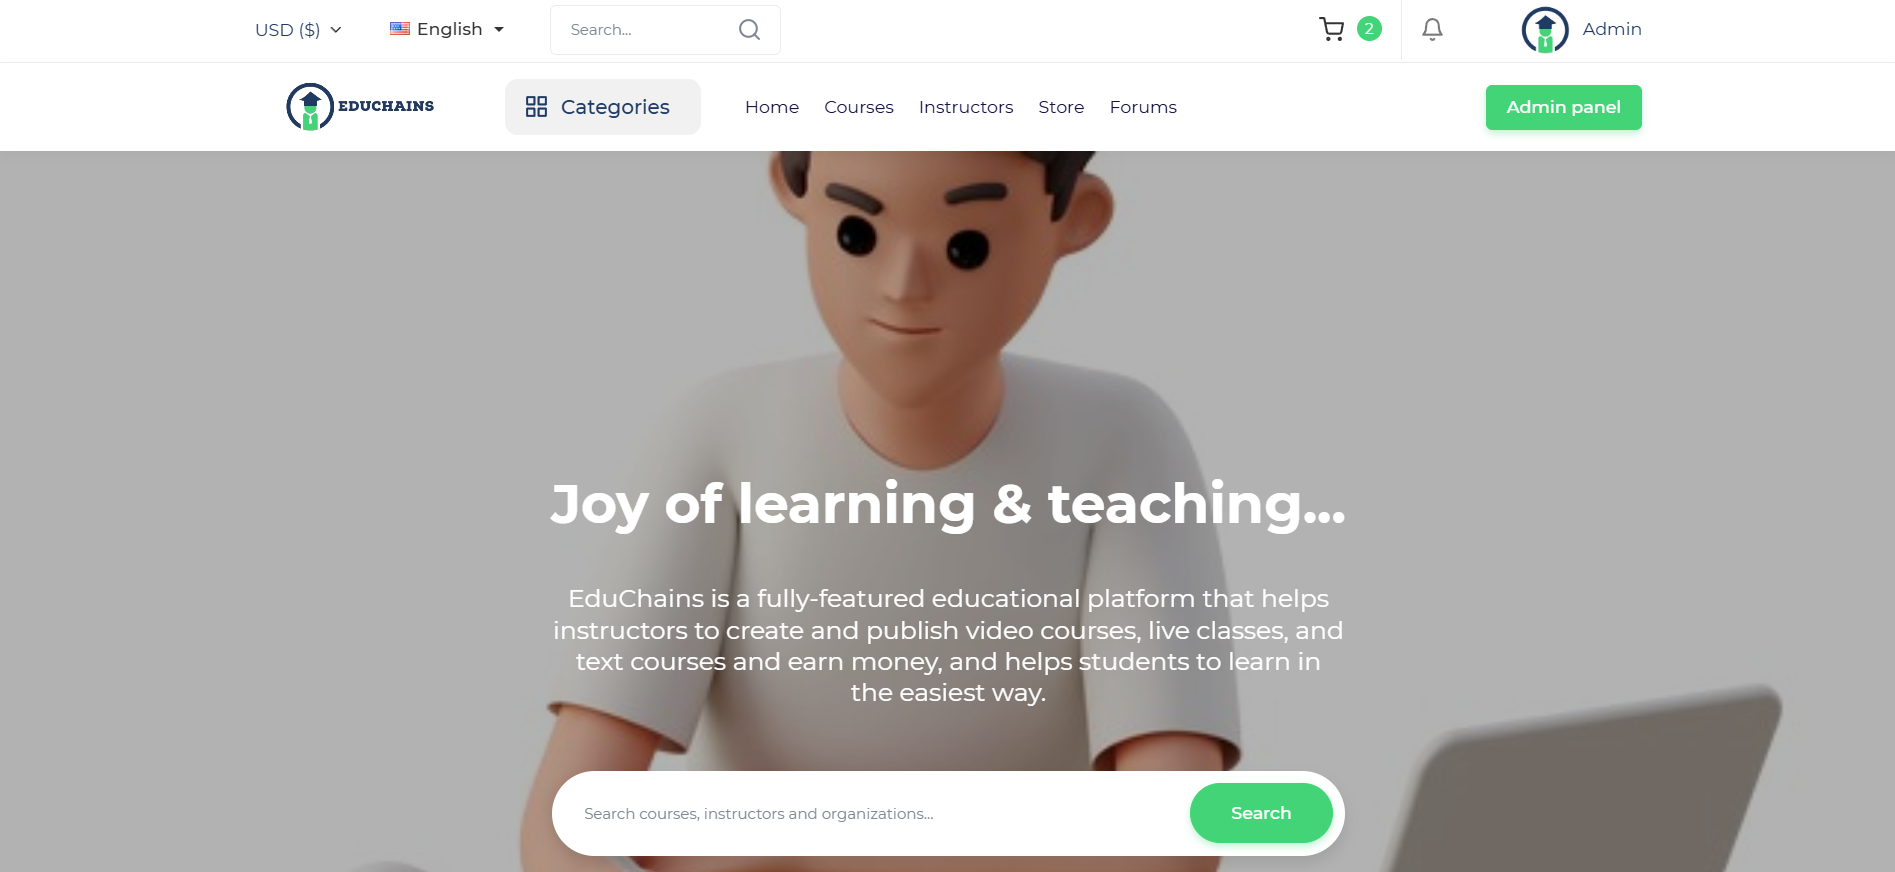 USD ($)
English
Search...
2
Admin
EDUCHAINS
Categories
Home
Courses
Instructors
Store
Forums
Admin panel
Joy of learning & teaching...
EduChains is a fully-featured educational platform that helps
instructors to create and publish video courses, live classes, and
text courses and earn money, and helps students to learn in
the easiest way.
Search courses, instructors and organizations...
Search